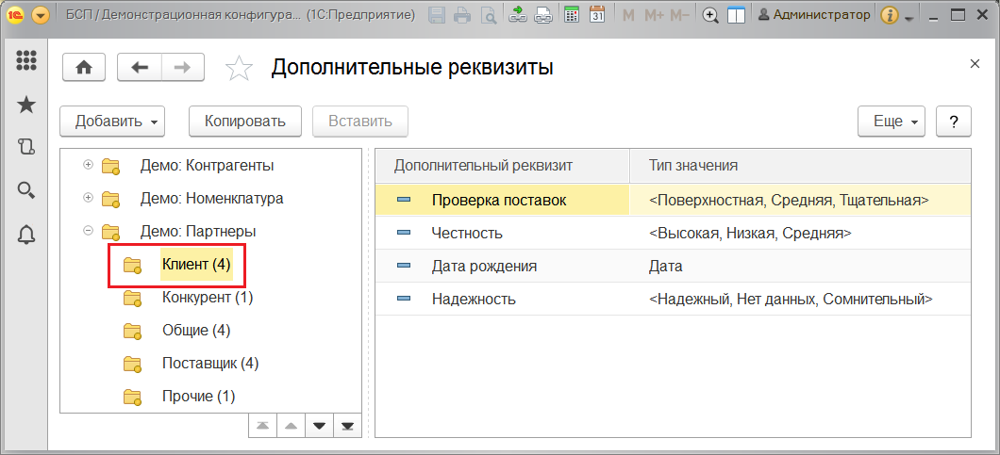 1С БСП / Демонстрационная конфигура... (1С:Предприятие) 31 M M+ M- Администратор i
Дополнительные реквизиты
Добавить Копировать Вставить Еще ?
Дополнительный реквизит Тип значения
Демо: Контрагенты
Демо: Номенклатура
Демо: Партнеры
Клиент (4)
Конкурент (1)
Общие (4)
Поставщик (4)
Прочие (1)
Проверка поставок <Поверхностная, Средняя, Тщательная>
Честность <Высокая, Низкая, Средняя>
Дата рождения Дата
Надежность <Надежный, Нет данных, Сомнительный>